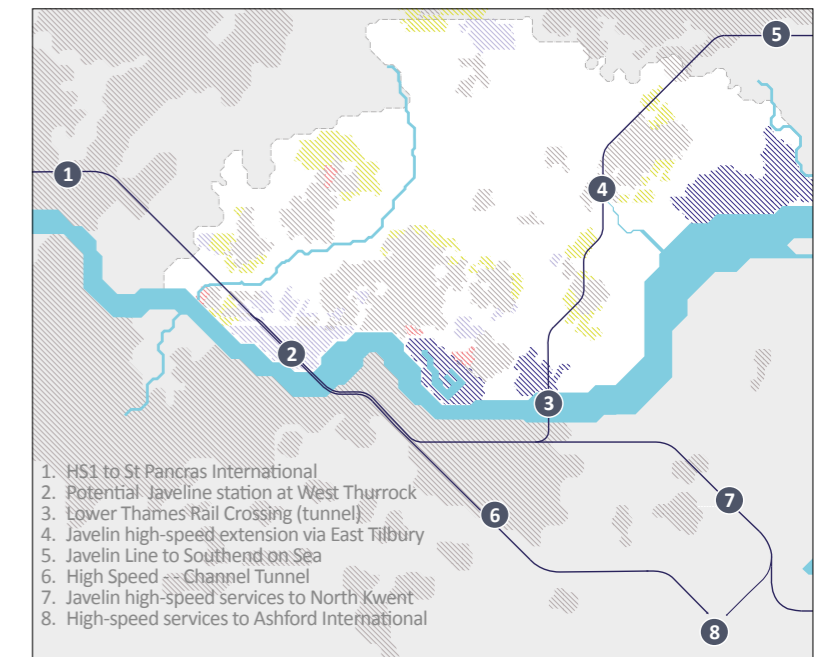 5
1
4
2
3
7
6
8
1. HS1 to St Pancras International
2. Potential Javeline station at West Thurrock
3. Lower Thames Rail Crossing (tunnel)
4. Javelin high-speed extension via East Tilbury
5. Javelin Line to Southend on Sea
6. High Speed -- Channel Tunnel
7. Javelin high-speed services to North Kwent
8. High-speed services to Ashford International